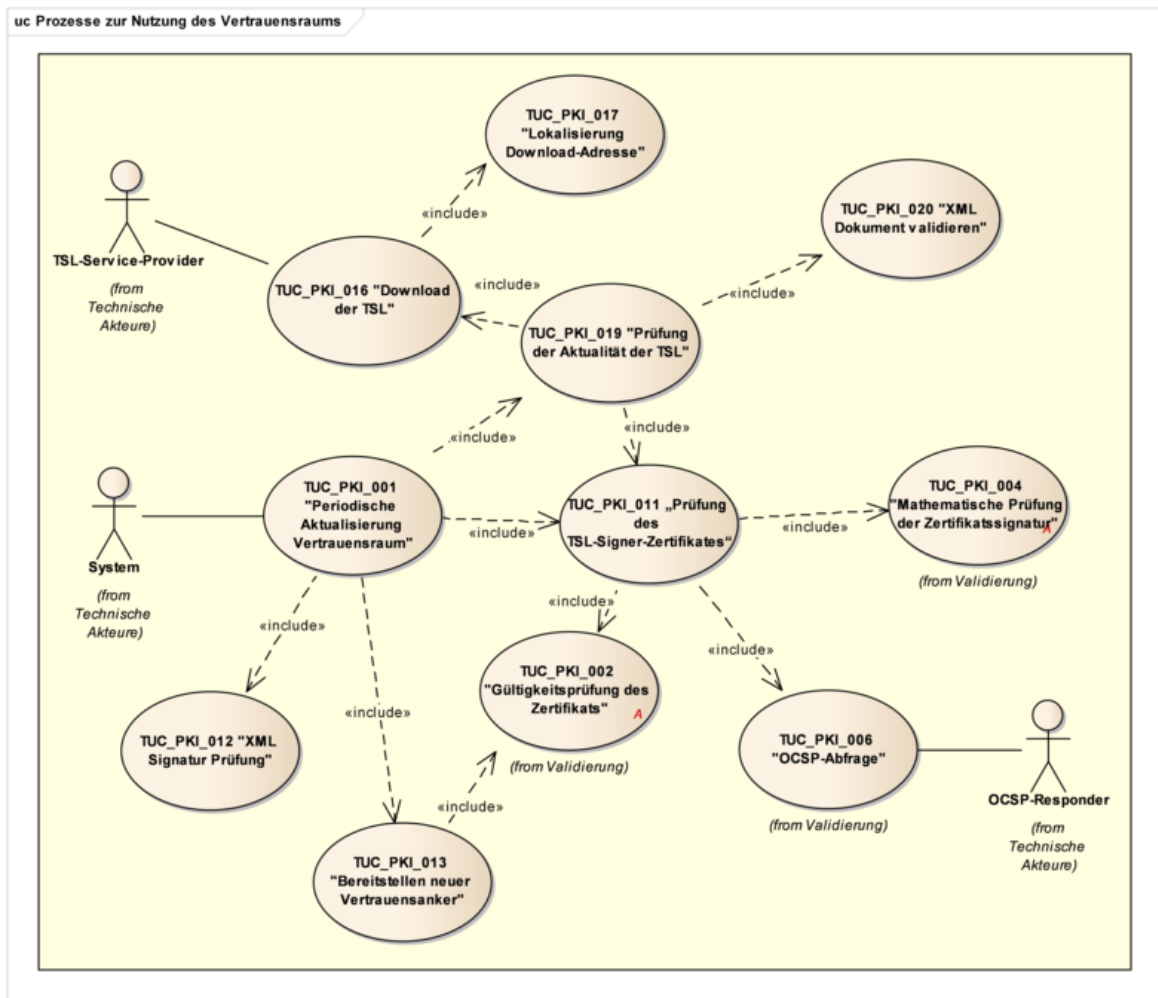 uc Prozesse zur Nutzung des Vertrauensraums
TUC_PKI_017
"Lokalisierung
Download-Adresse"
TUC_PKI_020 "XML
Dokument validieren"
«include»
TSL-Service-Provider
(from
Technische
Akteure)
TUC_PKI_016 "Download
der TSL"
«include»
«include»
TUC_PKI_019 "Prüfung
der Aktualität der TSL"
«include»
«include»
System
(from
Technische
Akteure)
TUC_PKI_001
"Periodische
Aktualisierung
Vertrauensraum"
«include»
TUC_PKI_011 „Prüfung
des
TSL-Signer-Zertifikates“
«include»
TUC_PKI_004
"Mathematische Prüfung
der Zertifikatssignatur"
A
(from Validierung)
«include»
«include»
«include»
«include»
TUC_PKI_002
"Gültigkeitsprüfung des
Zertifikats"
A
(from Validierung)
TUC_PKI_012 "XML
Signatur Prüfung"
TUC_PKI_006
"OCSP-Abfrage"
(from Validierung)
OCSP-Responder
(from
Technische
Akteure)
«include»
TUC_PKI_013
"Bereitstellen neuer
Vertrauensanker"